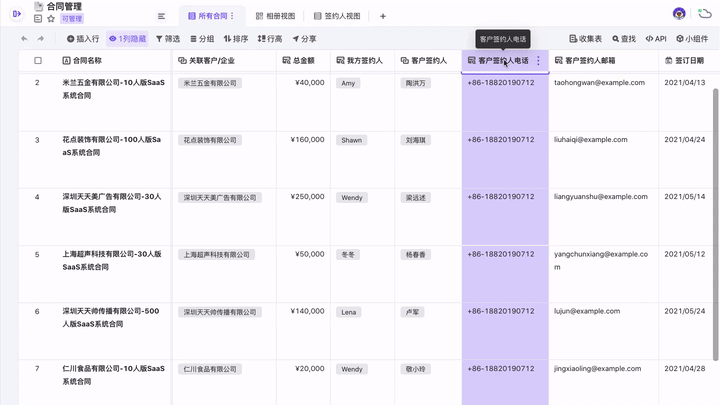 合同管理
可管理
所有合同
相册视图
签约人视图
插入行
1列隐藏
筛选
分组
排序
行高
分享
客户签约人电话
收集表
查找
API
小组件
合同名称
关联客户/企业
总金额
我方签约人
客户签约人
客户签约人电话
客户签约人邮箱
签订日期
2
米兰五金有限公司-10人版SaaS
系统合同
米兰五金有限公司
¥40,000
Amy
陶洪万
+86-18820190712
taohongwan@example.com
2021/04/13
3
花点装饰有限公司-100人版Sa
aS系统合同
花点装饰有限公司
¥160,000
Shawn
刘海琪
+86-18820190712
liuhaiqi@example.com
2021/04/24
4
深圳天天美广告有限公司-30人
版SaaS系统合同
深圳天天美广告有限公司
¥250,000
Wendy
梁远述
+86-18820190712
liangyuanshu@example.com
2021/05/14
5
上海超声科技有限公司-30人版
SaaS系统合同
上海超声科技有限公司
¥50,000
冬冬
杨春香
+86-18820190712
yangchunxiang@example.co
m
2021/05/12
6
深圳天天帅传播有限公司-500
人版SaaS系统合同
深圳天天帅传播有限公司
¥140,000
Lena
卢军
+86-18820190712
lujun@example.com
2021/05/24
7
仁川食品有限公司-10人版SaaS
系统合同
仁川食品有限公司
¥20,000
Wendy
敬小玲
+86-18820190712
jingxiaoling@example.com
2021/04/28